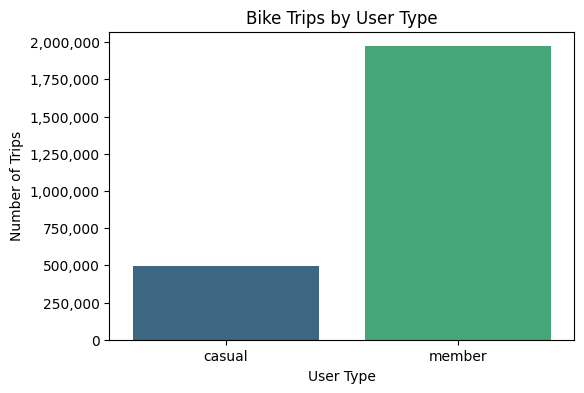 Bike Trips by User Type
2,000,000
1,750,000
1,500,000
1,250,000
1,000,000
750,000
500,000
250,000
0
Number of Trips
casual member
User Type